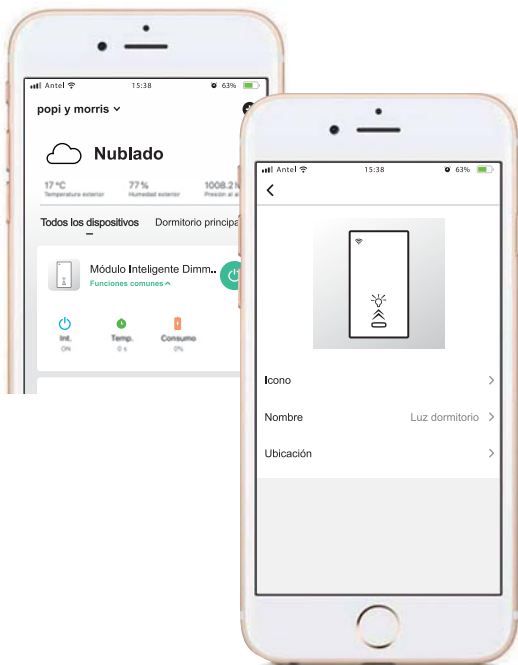 Antel 15:38 63%
popi y morris
Nublado
17 °C 77 % 1008.2
Temperatura exterior Humedad exterior Presión al
Todos los dispositivos Dormitorio principa
Módulo Inteligente Dimm..
Funciones comunes
Int. Temp. Consumo
ON 0 s 0%
Antel 15:38 63%
Icono
Nombre Luz dormitorio
Ubicación